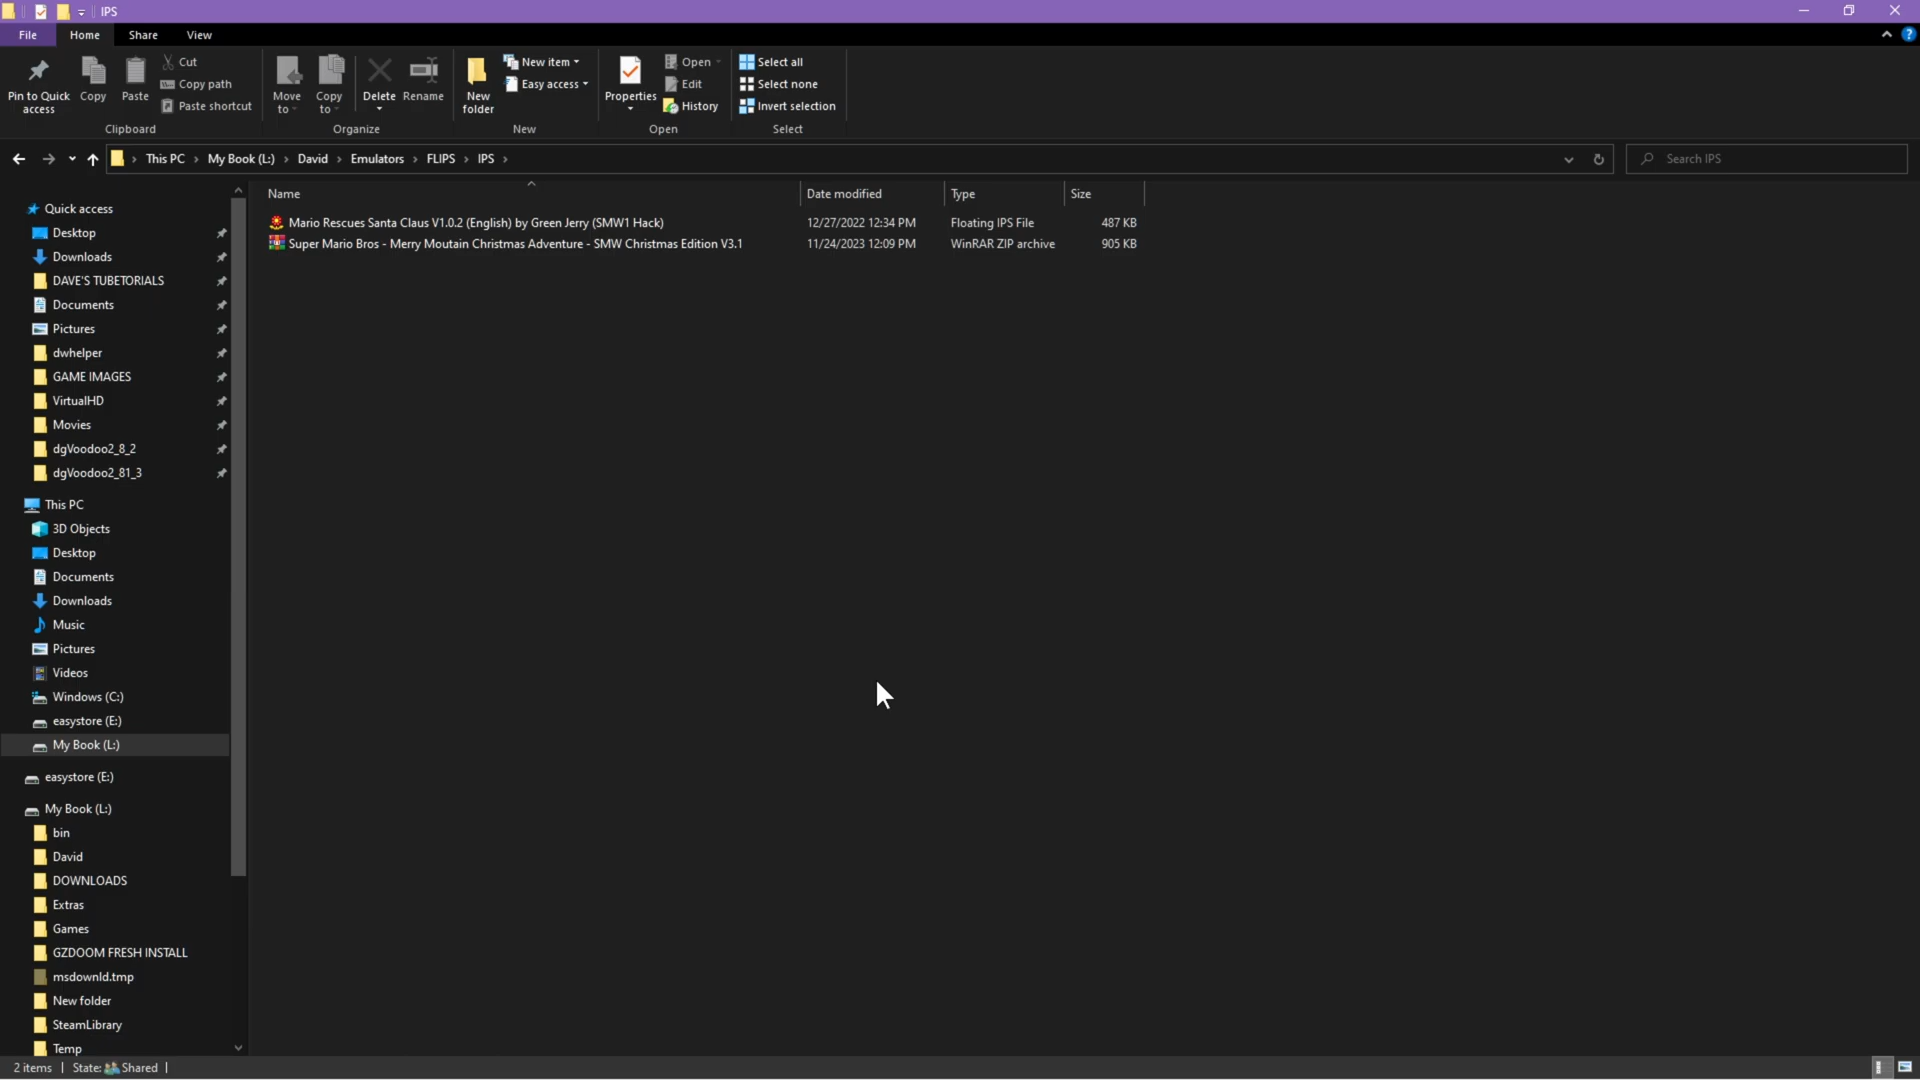 IPS
File Home Share View
Pin to Quick access
Copy
Paste
Cut
Copy path
Paste shortcut
Clipboard
Move to
Copy to
Delete
Rename
Organize
New folder
New item
Easy access
New
Properties
Open
Edit
History
Open
Select all
Select none
Invert selection
Select
This PC > My Book (L:) > David > Emulators > FLIPS > IPS >
Search IPS
Name Date modified Type Size
Mario Rescues Santa Claus V1.0.2 (English) by Green Jerry (SMW1 Hack) 12/27/2022 12:34 PM Floating IPS File 487 KB
Super Mario Bros - Merry Moutain Christmas Adventure - SMW Christmas Edition V3.1 11/24/2023 12:09 PM WinRAR ZIP archive 905 KB
Quick access
Desktop
Downloads
DAVE'S TUBETORIALS
Documents
Pictures
dwhelper
GAME IMAGES
VirtualHD
Movies
dgVoodoo2_8_2
dgVoodoo2_81_3
This PC
3D Objects
Desktop
Documents
Downloads
Music
Pictures
Videos
Windows (C:)
easystore (E:)
My Book (L:)
easystore (E:)
My Book (L:)
bin
David
DOWNLOADS
Extras
Games
GZDOOM FRESH INSTALL
msdownld.tmp
New folder
SteamLibrary
Temp
2 items State: Shared